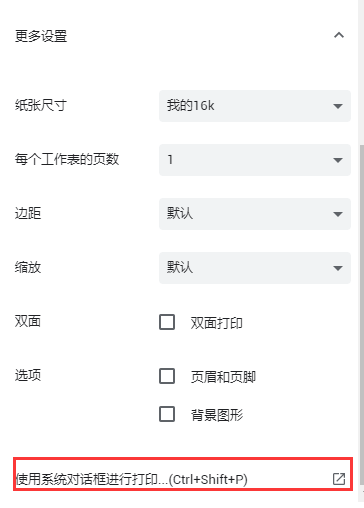 更多设置
纸张尺寸 我的16k
每个工作表的页数 1
边距 默认
缩放 默认
双面 双面打印
选项 页眉和页脚
背景图形
使用系统对话框进行打印...(Ctrl+Shift+P)